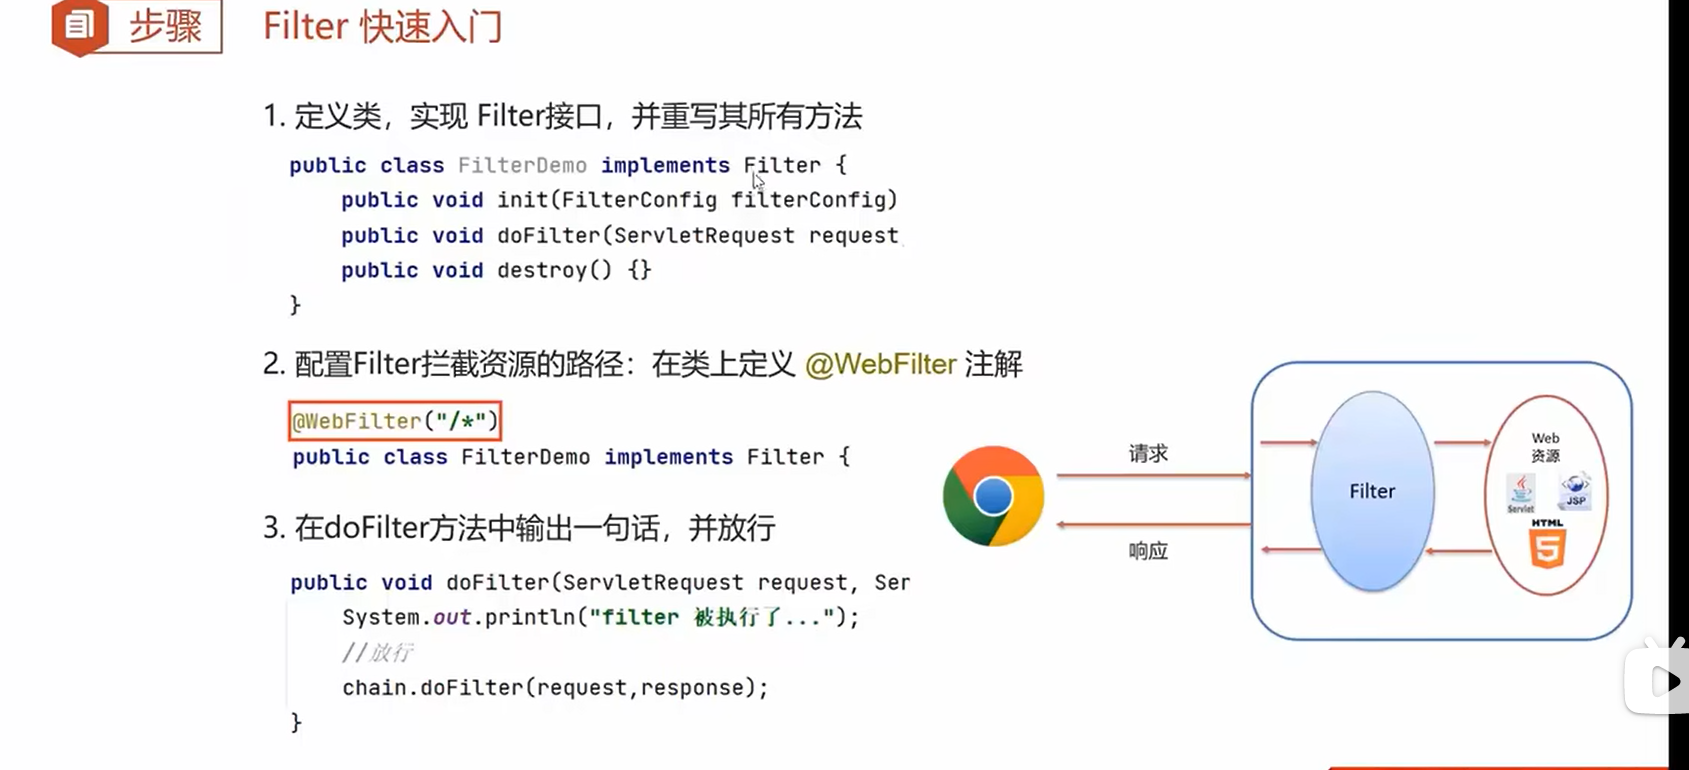 步骤
Filter 快速入门
1. 定义类，实现 Filter接口，并重写其所有方法
public class FilterDemo implements Filter {
public void init(FilterConfig filterConfig)
public void doFilter(ServletRequest request
public void destroy() {}
}
2. 配置Filter拦截资源的路径：在类上定义 @WebFilter 注解
@WebFilter("/*")
public class FilterDemo implements Filter {
3. 在doFilter方法中输出一句话，并放行
public void doFilter(ServletRequest request, Ser
System.out.println("filter 被执行了...");
//放行
chain.doFilter(request,response);
}
请求
响应
Filter
Web
资源
Servlet
JSP
HTML
5